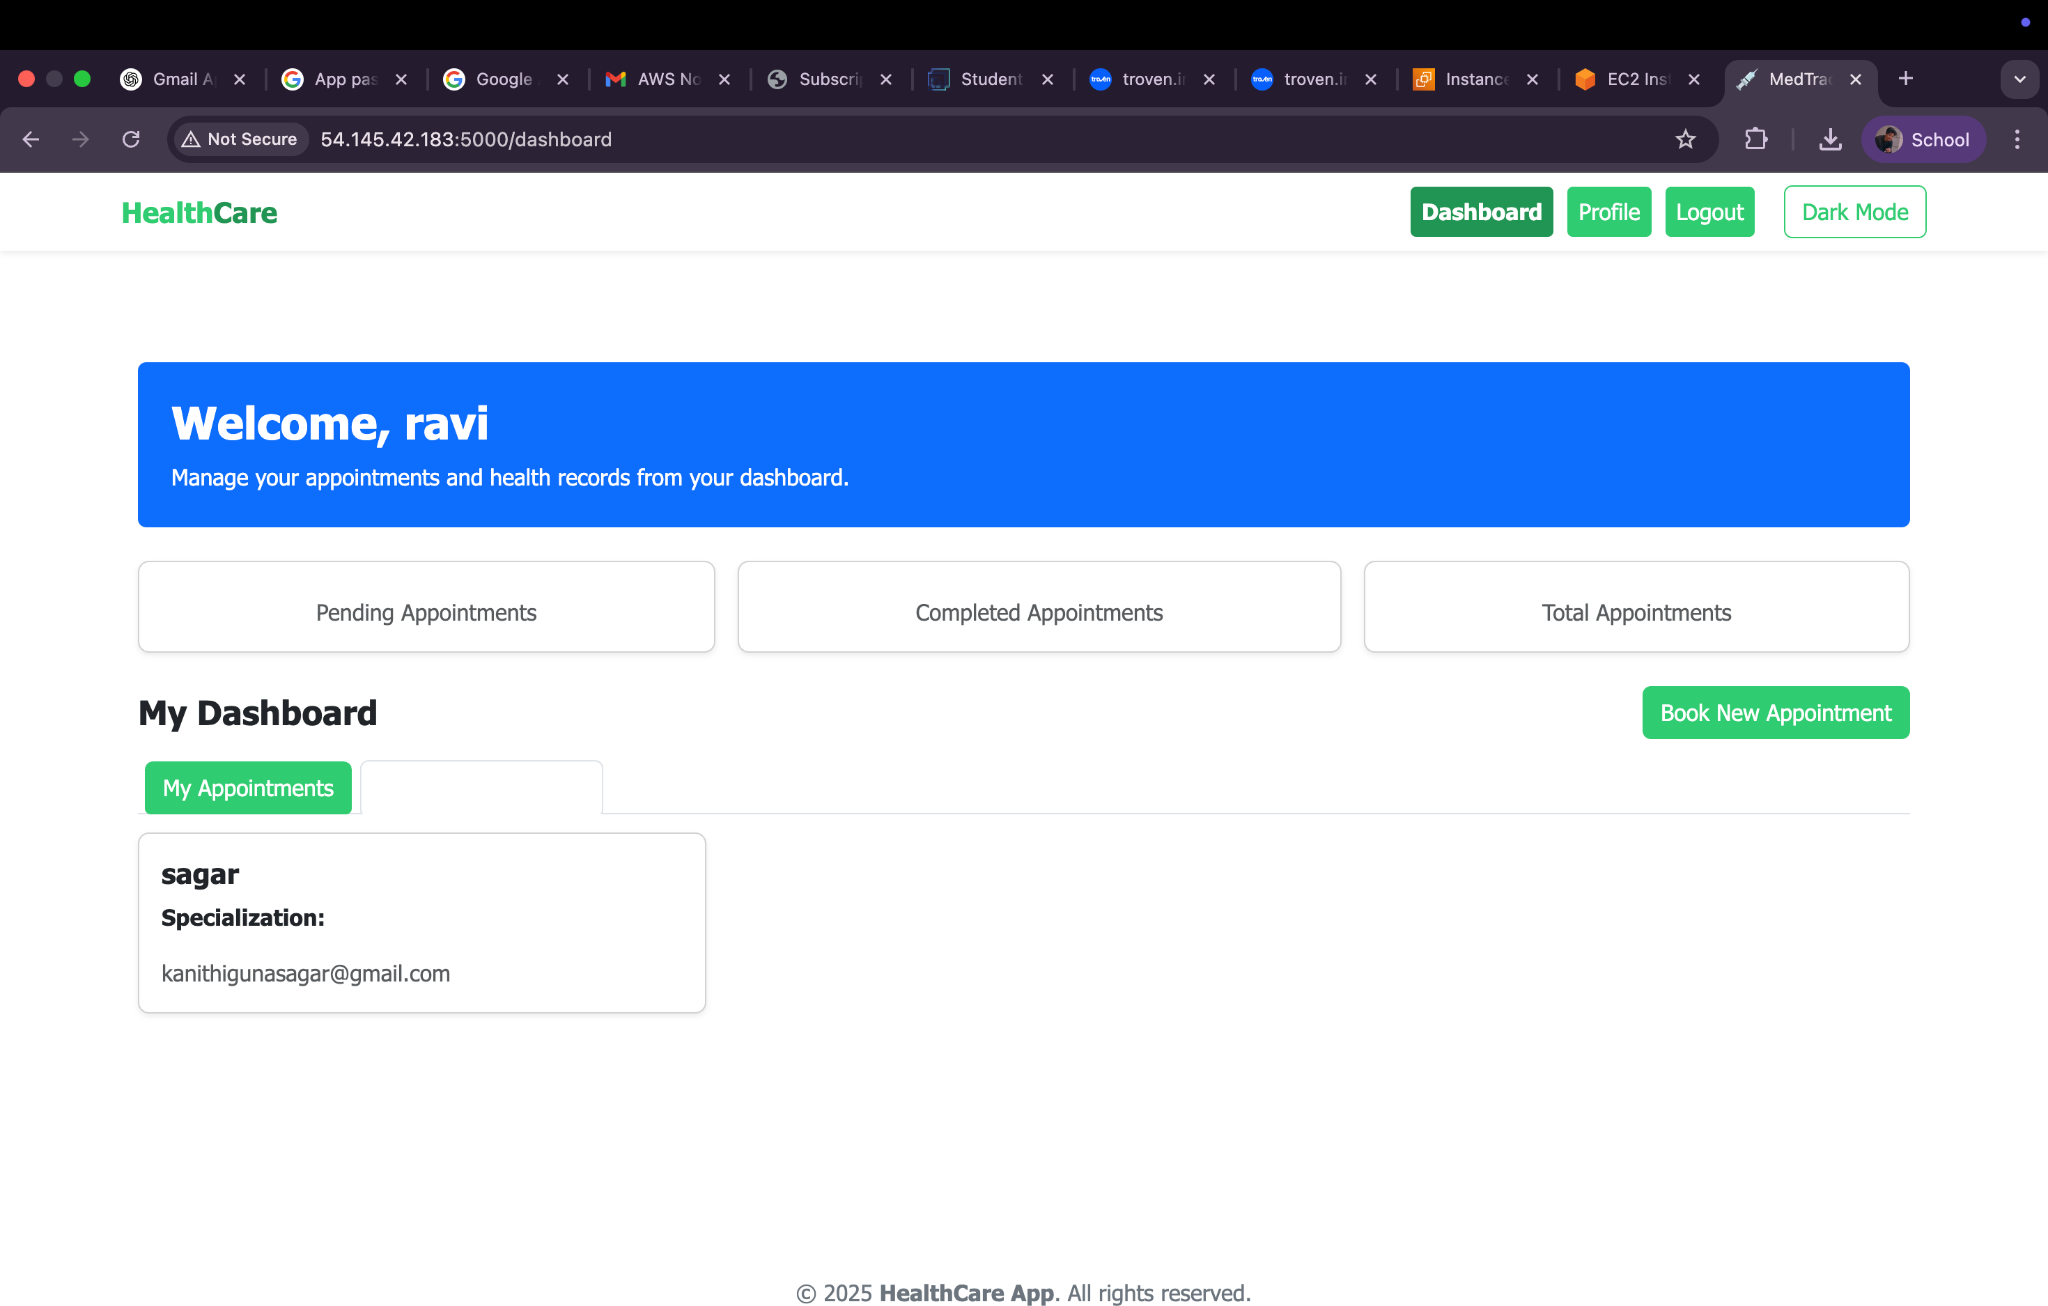 Gmail A
App pas
Google
AWS No
Subscri
Student
troven.i
troven.i
Instance
EC2 Ins
MedTra
Not Secure
54.145.42.183:5000/dashboard
School
HealthCare
Dashboard
Profile
Logout
Dark Mode
Welcome, ravi
Manage your appointments and health records from your dashboard.
Pending Appointments
Completed Appointments
Total Appointments
My Dashboard
Book New Appointment
My Appointments
sagar
Specialization:
kanithigunasagar@gmail.com
© 2025 HealthCare App. All rights reserved.